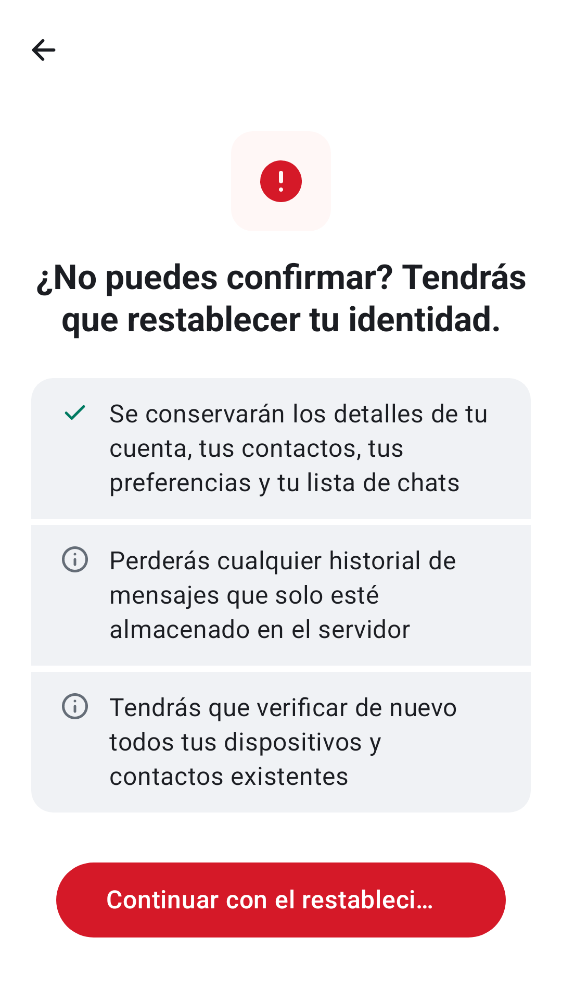 ¿No puedes confirmar? Tendrás
que restablecer tu identidad.
Se conservarán los detalles de tu
cuenta, tus contactos, tus
preferencias y tu lista de chats
Perderás cualquier historial de
mensajes que solo esté
almacenado en el servidor
Tendrás que verificar de nuevo
todos tus dispositivos y
contactos existentes
Continuar con el restableci…